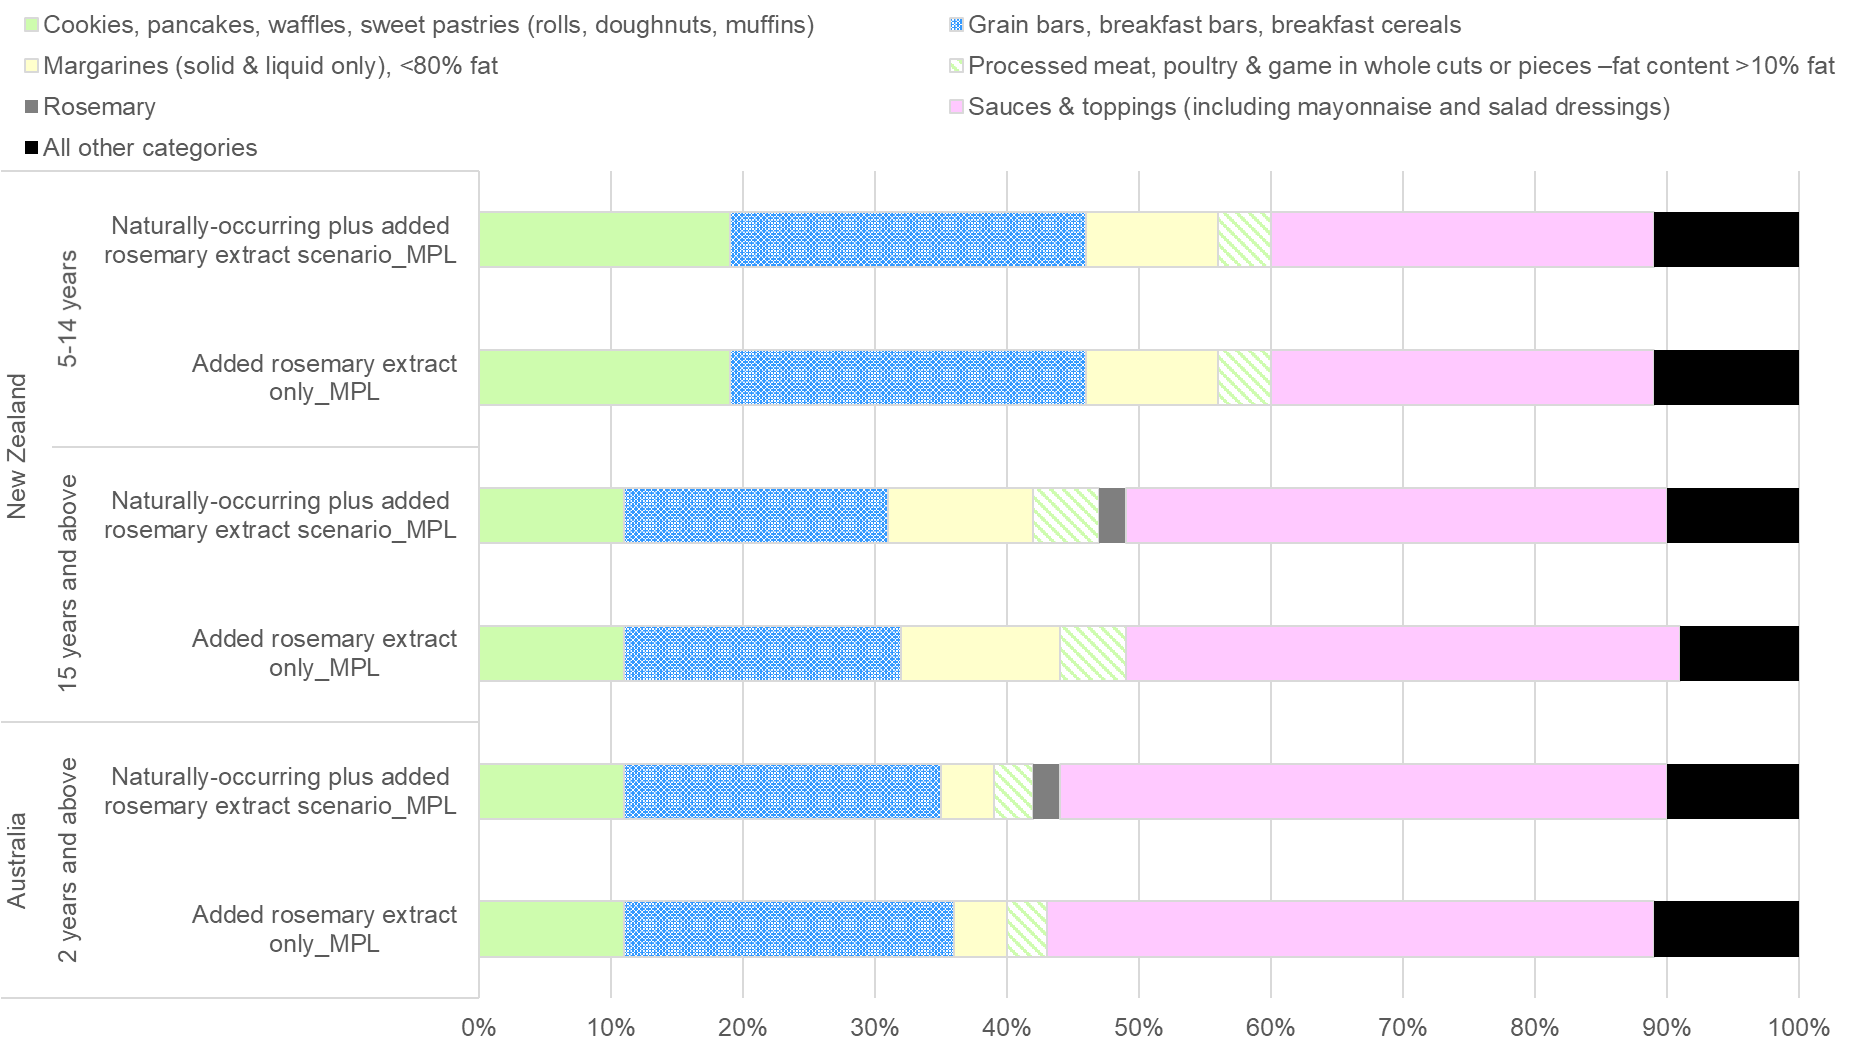 Cookies, pancakes, waffles, sweet pastries (rolls, doughnuts, muffins)
Grain bars, breakfast bars, breakfast cereals
Margarines (solid & liquid only), <80% fat
Processed meat, poultry & game in whole cuts or pieces –fat content >10% fat
Rosemary
Sauces & toppings (including mayonnaise and salad dressings)
All other categories
New Zealand
5-14 years
Naturally-occurring plus added
rosemary extract scenario_MPL
Added rosemary extract
only_MPL
15 years and above
Naturally-occurring plus added
rosemary extract scenario_MPL
Added rosemary extract
only_MPL
Australia
2 years and above
Naturally-occurring plus added
rosemary extract scenario_MPL
Added rosemary extract
only_MPL
0% 10% 20% 30% 40% 50% 60% 70% 80% 90% 100%